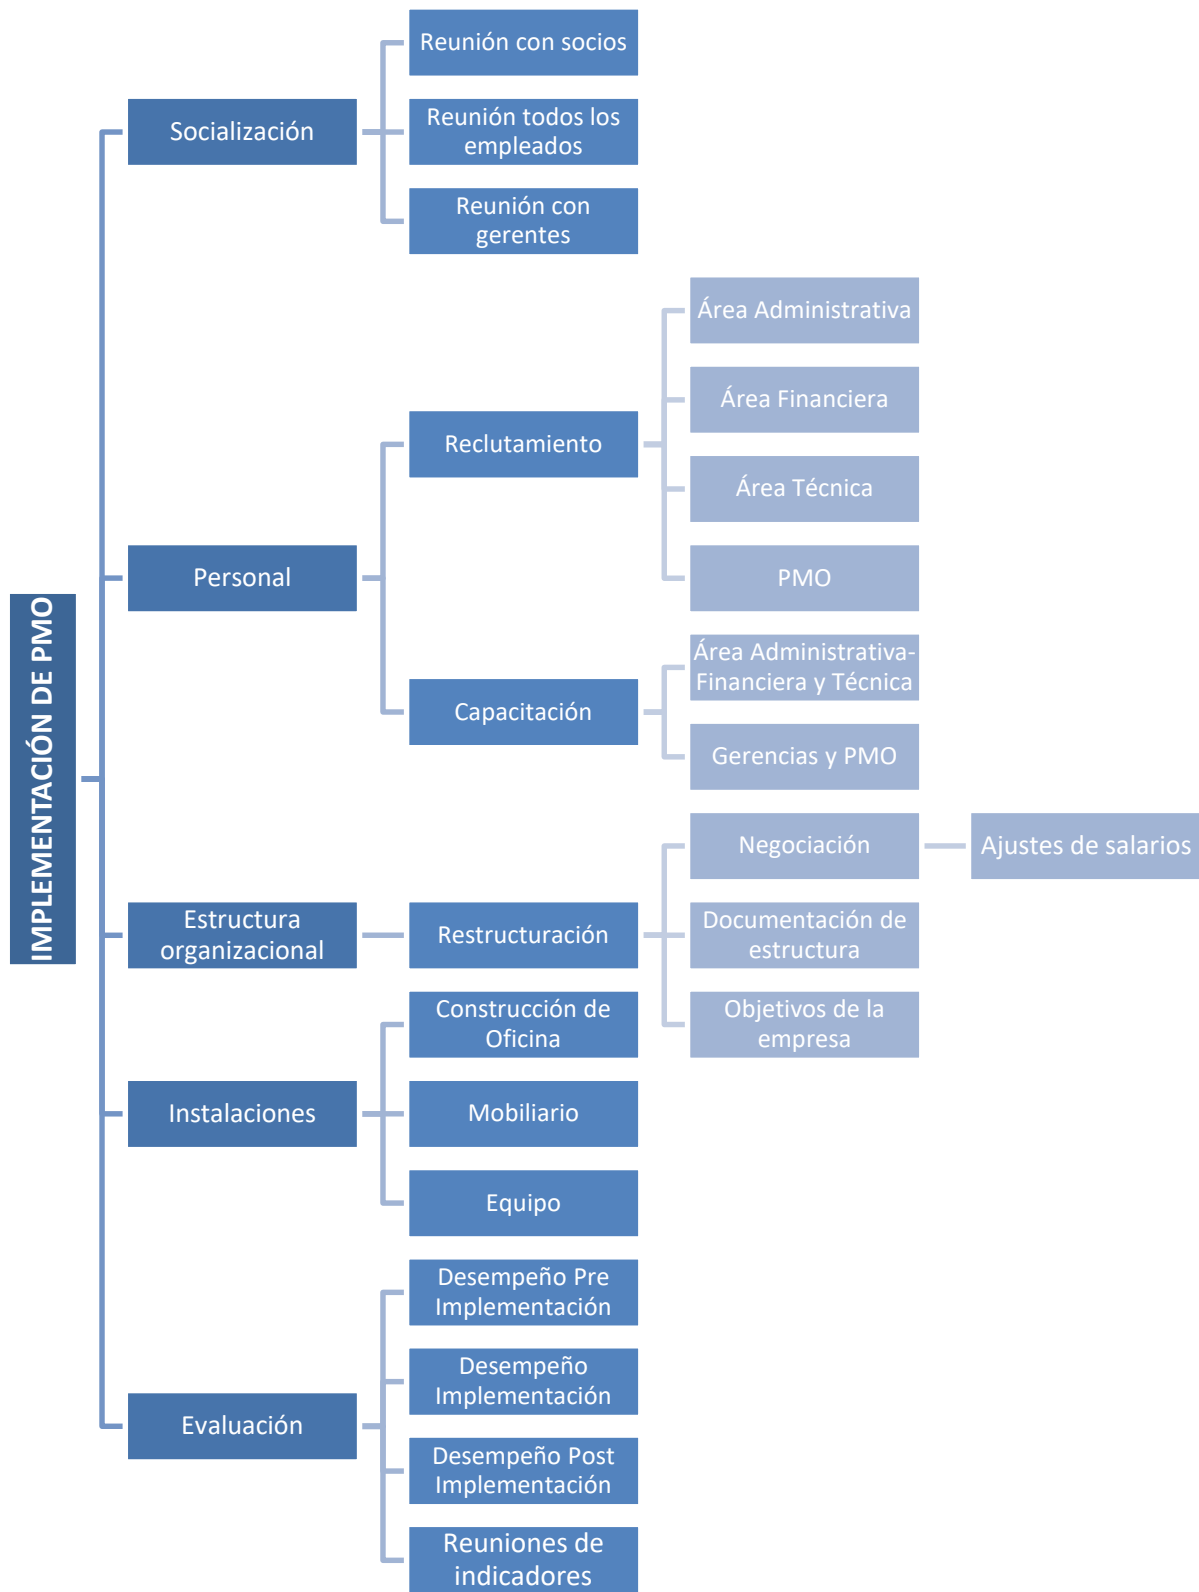 IMPLEMENTACIÓN DE PMO
Socialización
Reunión con socios
Reunión todos los
empleados
Reunión con
gerentes
Personal
Reclutamiento
Área Administrativa
Área Financiera
Área Técnica
PMO
Capacitación
Área Administrativa-
Financiera y Técnica
Gerencias y PMO
Estructura
organizacional
Restructuración
Negociación
Ajustes de salarios
Documentación de
estructura
Objetivos de la
empresa
Instalaciones
Construcción de
Oficina
Mobiliario
Equipo
Evaluación
Desempeño Pre
Implementación
Desempeño
Implementación
Desempeño Post
Implementación
Reuniones de
indicadores